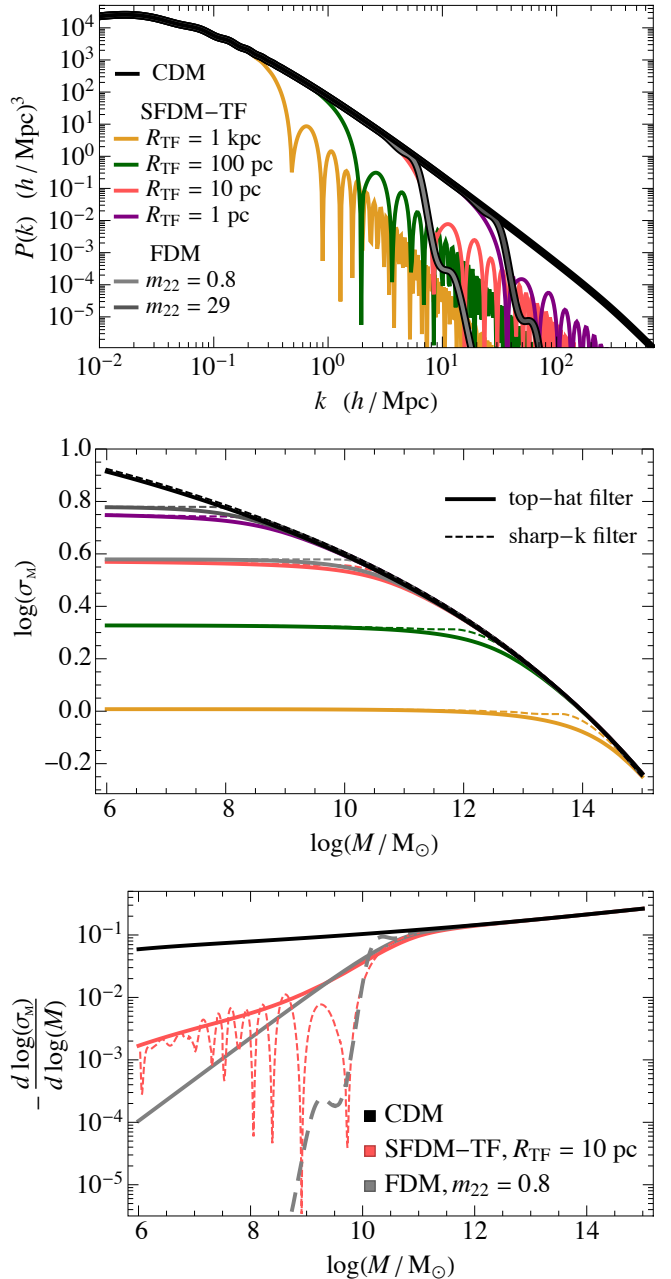 10^5
10^4
10^3
10^2
10^1
10^0
10^-1
10^-2
10^-3
10^-4
10^-5
P(k) (h/Mpc)^3
CDM
SFDM−TF
R_TF = 1 kpc
R_TF = 100 pc
R_TF = 10 pc
R_TF = 1 pc
FDM
m_22 = 0.8
m_22 = 29
10^-2 10^-1 10^0 10^1 10^2
k (h/Mpc)
1.0
0.8
0.6
0.4
0.2
0.0
−0.2
log(σ_M)
top−hat filter
sharp−k filter
6 8 10 12 14
log(M/M_⊙)
10^-1
10^-2
10^-3
10^-4
10^-5
− d log(σ_M)
d log(M)
CDM
SFDM−TF, R_TF = 10 pc
FDM, m_22 = 0.8
6 8 10 12 14
log(M/M_⊙)